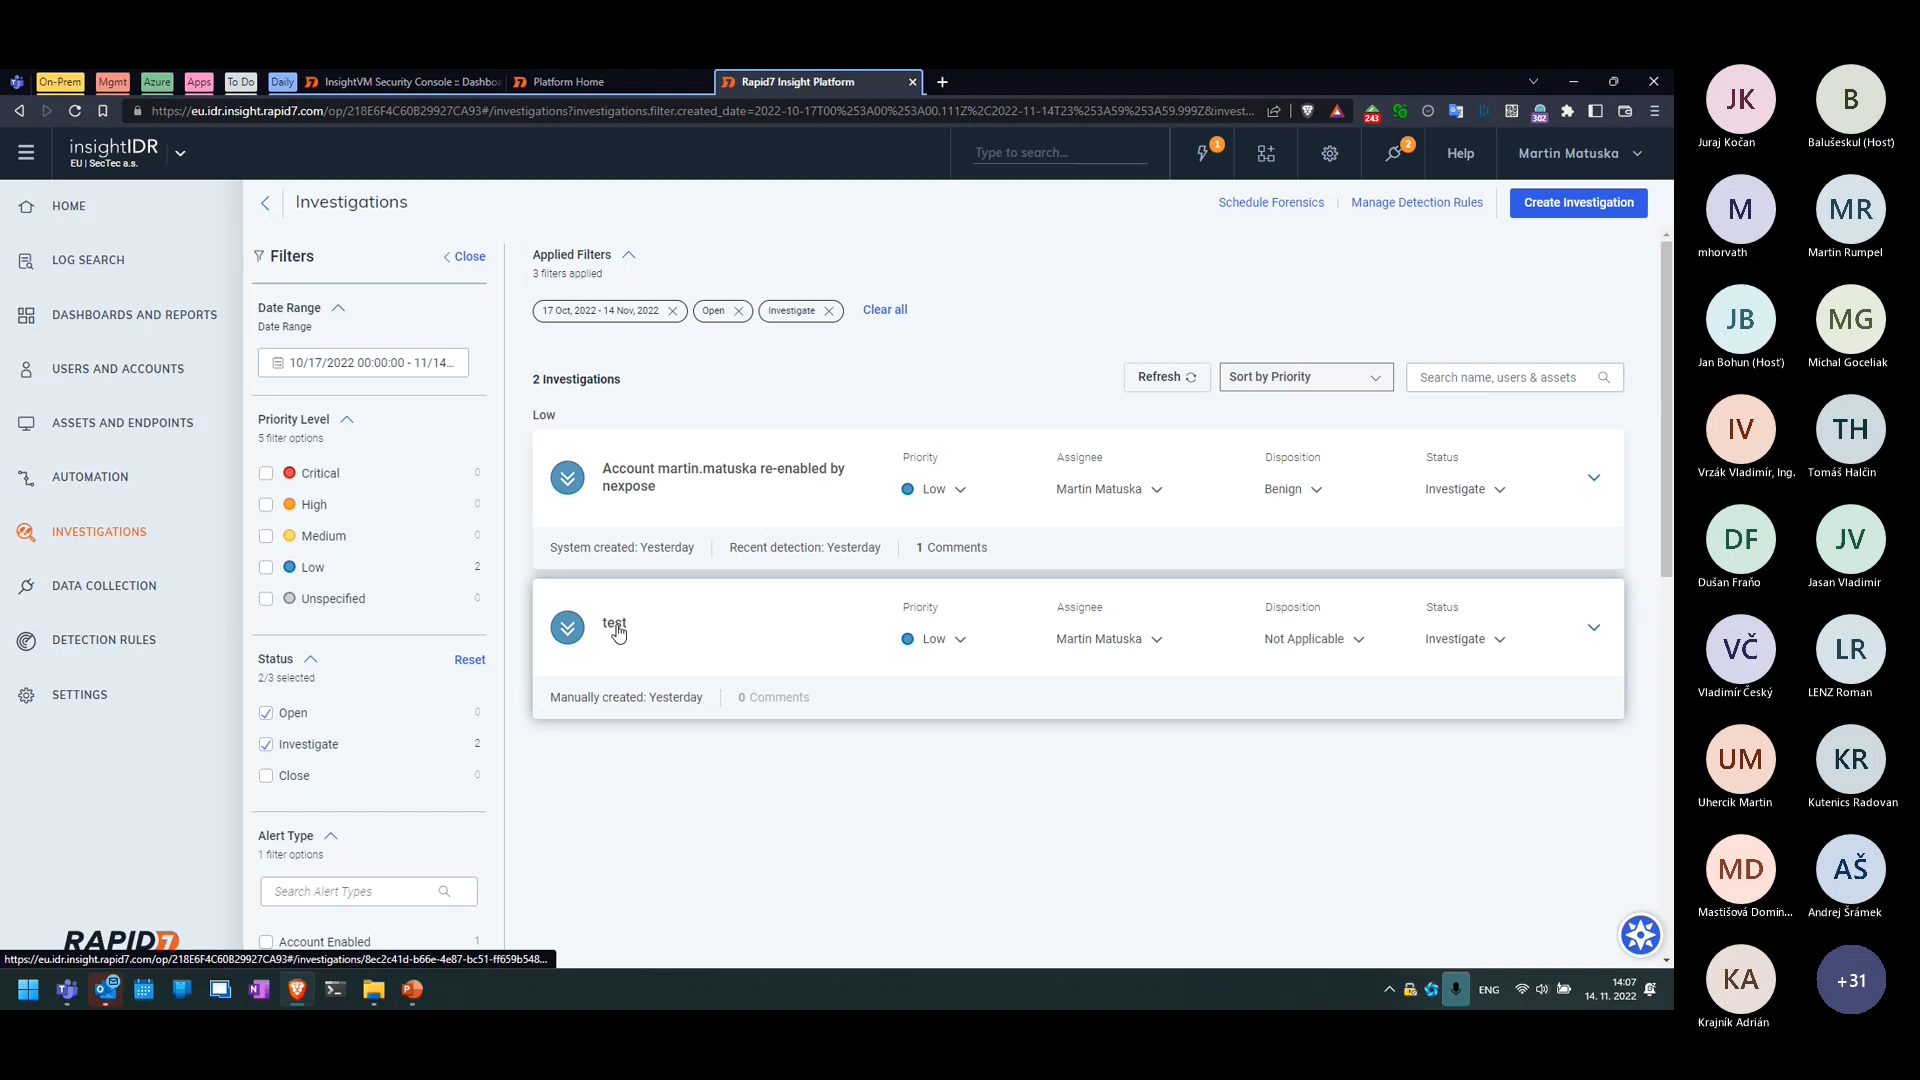 On-Prem
Mgmt
Azure
Apps
To Do
Daily
InsightVM Security Console :: Dashboa
Platform Home
Rapid7 Insight Platform
https://eu.idr.insight.rapid7.com/op/218E6F4C60B29927CA93#/investigations?investigations.filter.created_date=2022-10-17T00%253A00%253A00.111Z%2C2022-11-14T23%253A59%253A59.999Z&invest...
243
302
insightIDR
EU | SecTec a.s.
Type to search...
1
2
Help
Martin Matuska
HOME
LOG SEARCH
DASHBOARDS AND REPORTS
USERS AND ACCOUNTS
ASSETS AND ENDPOINTS
AUTOMATION
INVESTIGATIONS
DATA COLLECTION
DETECTION RULES
SETTINGS
RAPID7
Investigations
Schedule Forensics
Manage Detection Rules
Create Investigation
Filters
Close
Date Range
Date Range
10/17/2022 00:00:00 - 11/14...
Priority Level
5 filter options
Critical 0
High 0
Medium 0
Low 2
Unspecified 0
Status
Reset
2/3 selected
Open 0
Investigate 2
Close 0
Alert Type
1 filter options
Search Alert Types
Account Enabled 1
Applied Filters
3 filters applied
17 Oct, 2022 - 14 Nov, 2022
Open
Investigate
Clear all
2 Investigations
Refresh
Sort by Priority
Search name, users & assets
Low
Account martin.matuska re-enabled by
nexpose
Priority
Low
Assignee
Martin Matuska
Disposition
Benign
Status
Investigate
System created: Yesterday
Recent detection: Yesterday
1 Comments
test
Priority
Low
Assignee
Martin Matuska
Disposition
Not Applicable
Status
Investigate
Manually created: Yesterday
0 Comments
https://eu.idr.insight.rapid7.com/op/218E6F4C60B29927CA93#/investigations/8ec2c41d-b66e-4e87-bc51-ff659b548...
ENG
14:07
14. 11. 2022
JK
Juraj Kočan
B
Balušeskul (Hosť)
M
mhorvath
MR
Martin Rumpel
JB
Jan Bohun (Hosť)
MG
Michal Goceliak
IV
Vrzák Vladimír, Ing.
TH
Tomáš Halčin
DF
Dušan Fraňo
JV
Jasan Vladimir
VČ
Vladimír Český
LR
LENZ Roman
UM
Uhercik Martin
KR
Kutenics Radovan
MD
Mastišová Domin...
AŠ
Andrej Šrámek
KA
Krajník Adrián
+31